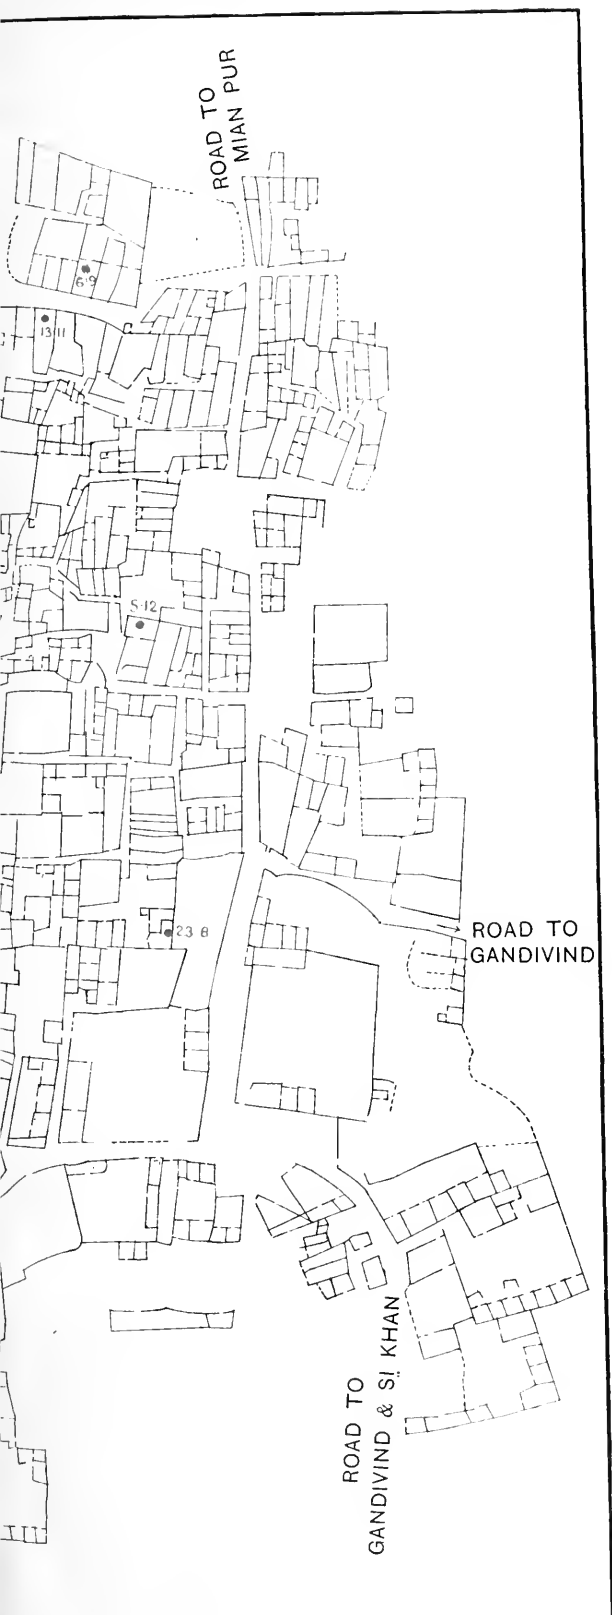 ROAD TO
MIAN PUR
6·9
13·11
5·12
23·8
ROAD TO
GANDIVIND
ROAD TO
GANDIVIND & SI̤ KHAN